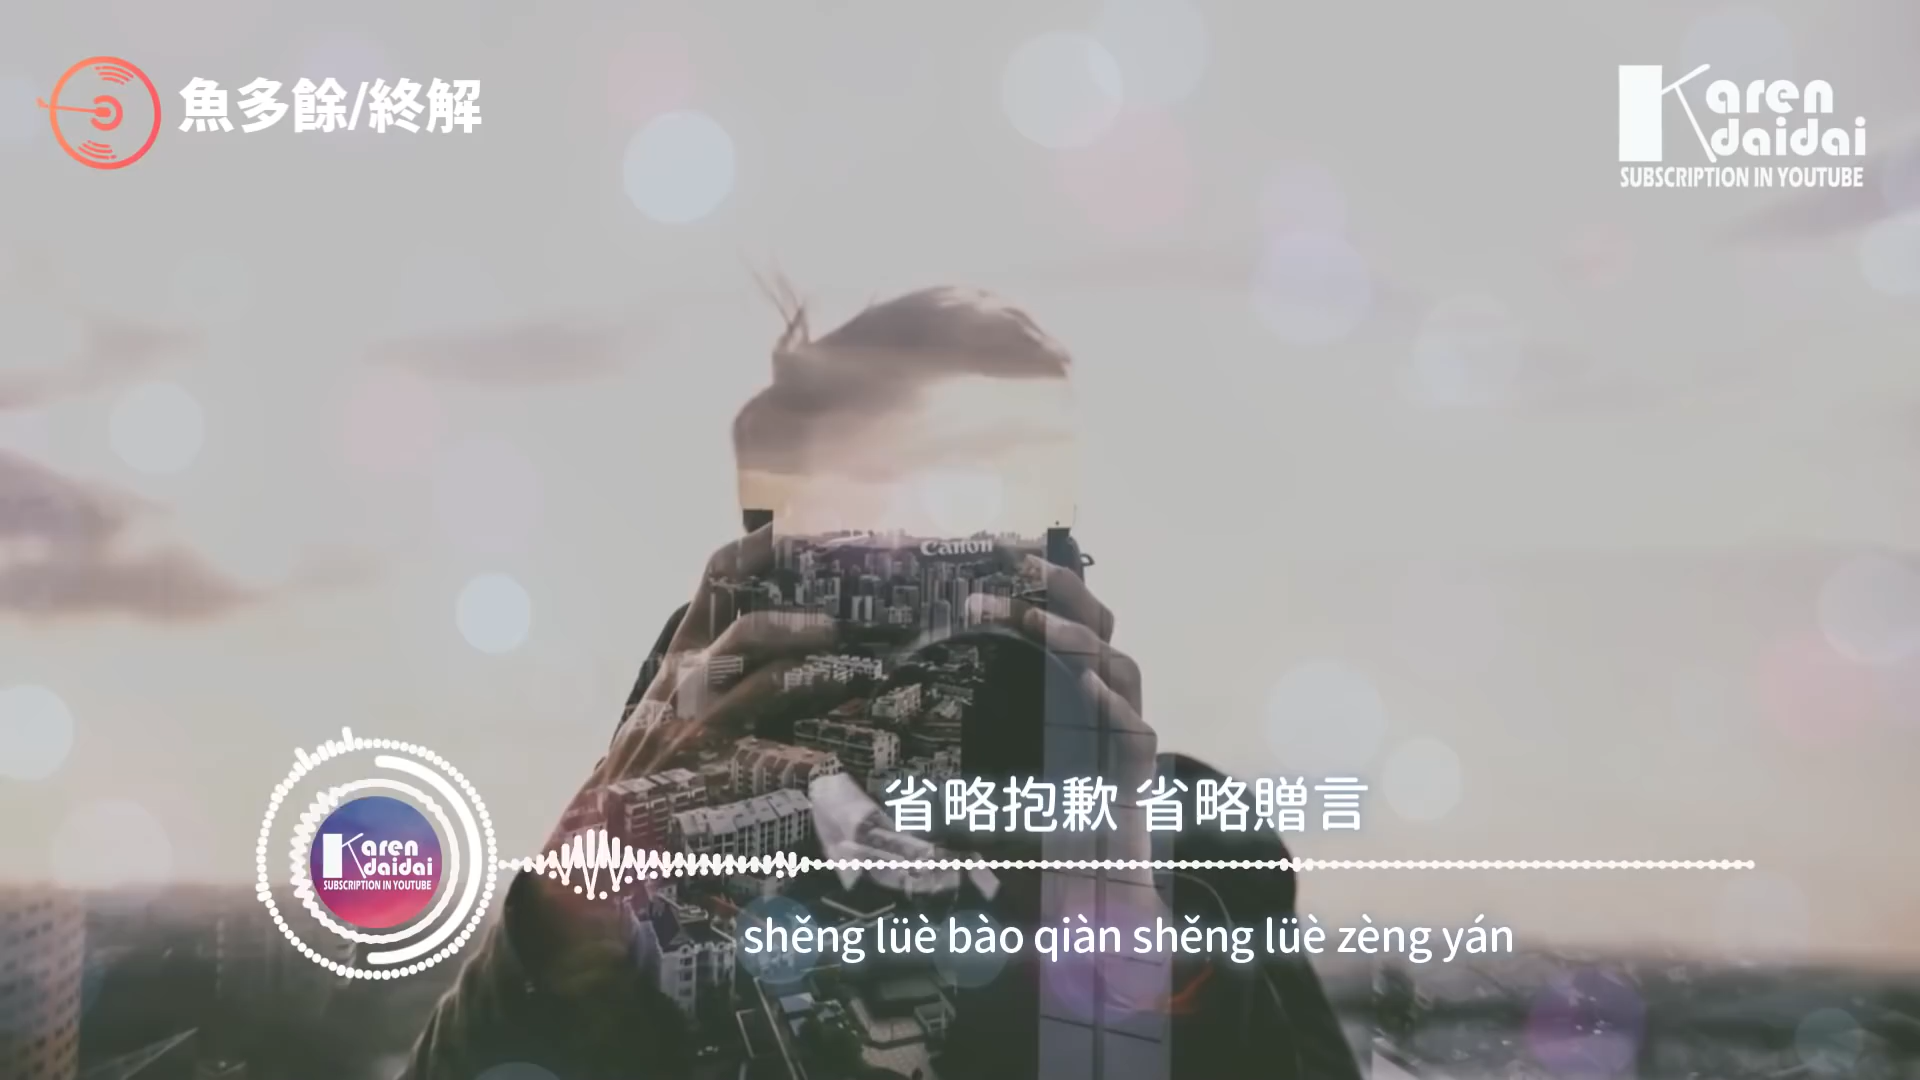 魚多餘/終解
Karen
daidai
SUBSCRIPTION IN YOUTUBE
Canon
省略抱歉 省略贈言
Karen
daidai
SUBSCRIPTION IN YOUTUBE
shěng lüè bào qiàn shěng lüè zèng yán